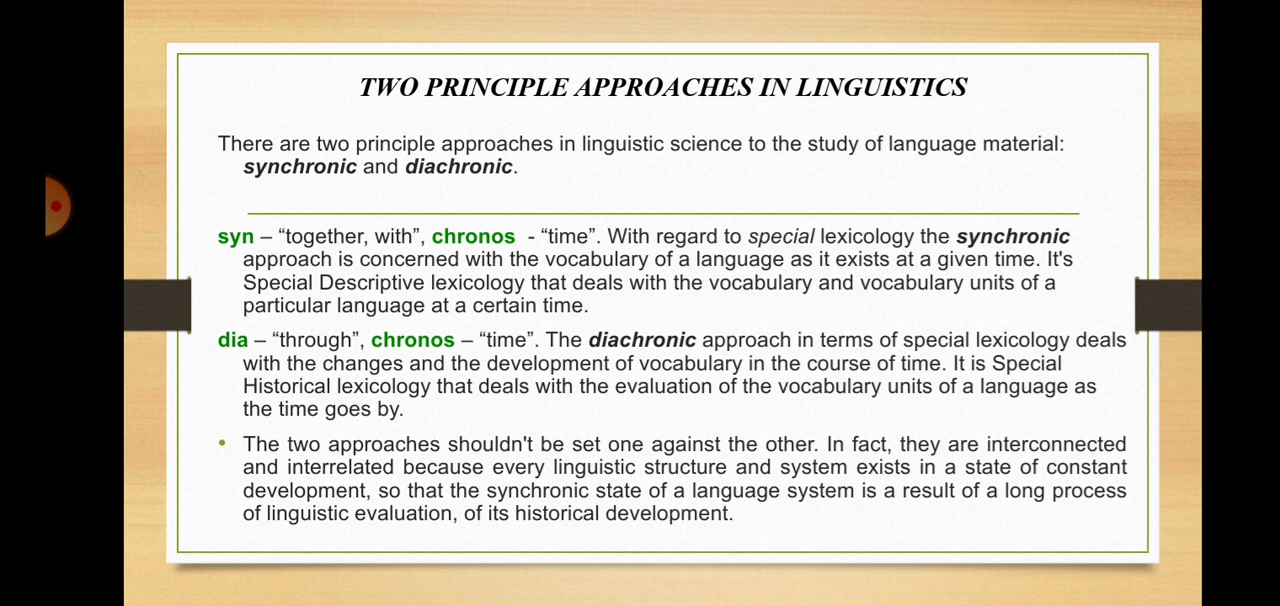 TWO PRINCIPLE APPROACHES IN LINGUISTICS
There are two principle approaches in linguistic science to the study of language material:
synchronic and diachronic.
syn – “together, with”, chronos - “time”. With regard to special lexicology the synchronic
approach is concerned with the vocabulary of a language as it exists at a given time. It's
Special Descriptive lexicology that deals with the vocabulary and vocabulary units of a
particular language at a certain time.
dia – “through”, chronos – “time”. The diachronic approach in terms of special lexicology deals
with the changes and the development of vocabulary in the course of time. It is Special
Historical lexicology that deals with the evaluation of the vocabulary units of a language as
the time goes by.
• The two approaches shouldn't be set one against the other. In fact, they are interconnected
and interrelated because every linguistic structure and system exists in a state of constant
development, so that the synchronic state of a language system is a result of a long process
of linguistic evaluation, of its historical development.